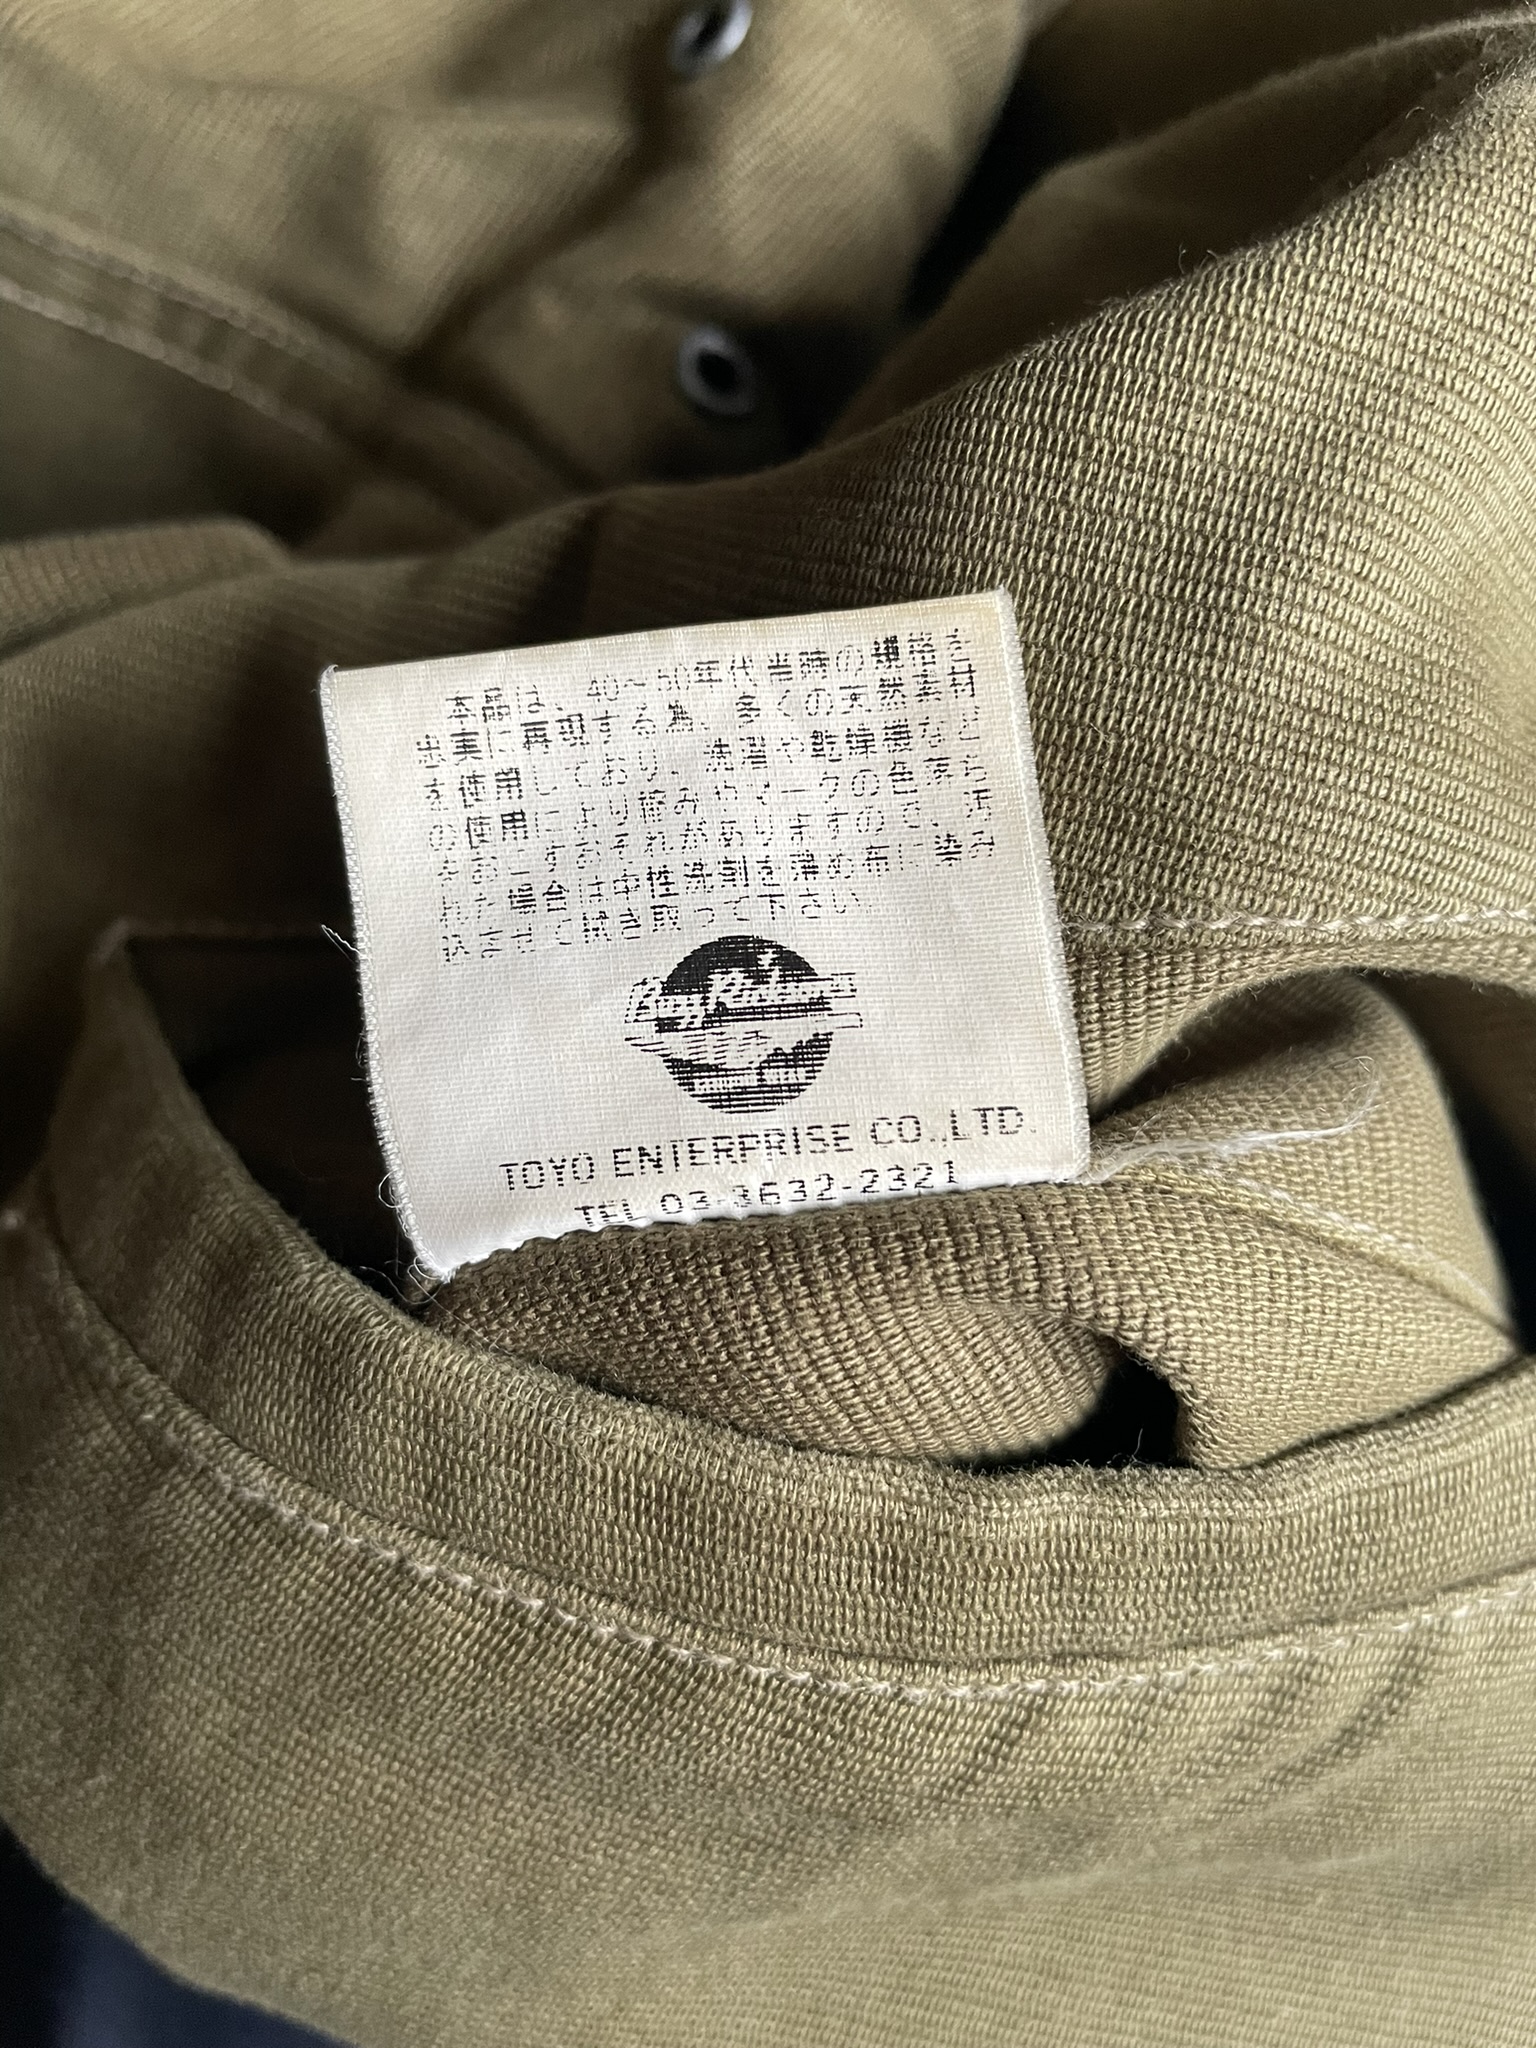 本品は、40~50年代当時の規格を
忠実に再現する為、多くの天然素材
を使用しており、洗濯や乾燥機など
の使用により縮みやマークの色落ち
をおこすおそれがありますので、汚
れた場合は中性洗剤を薄め布に染み
込ませて拭き取って下さい。
Buzz Rickson's
TOYO ENTERPRISE CO.,LTD.
TEL 03-3632-2321